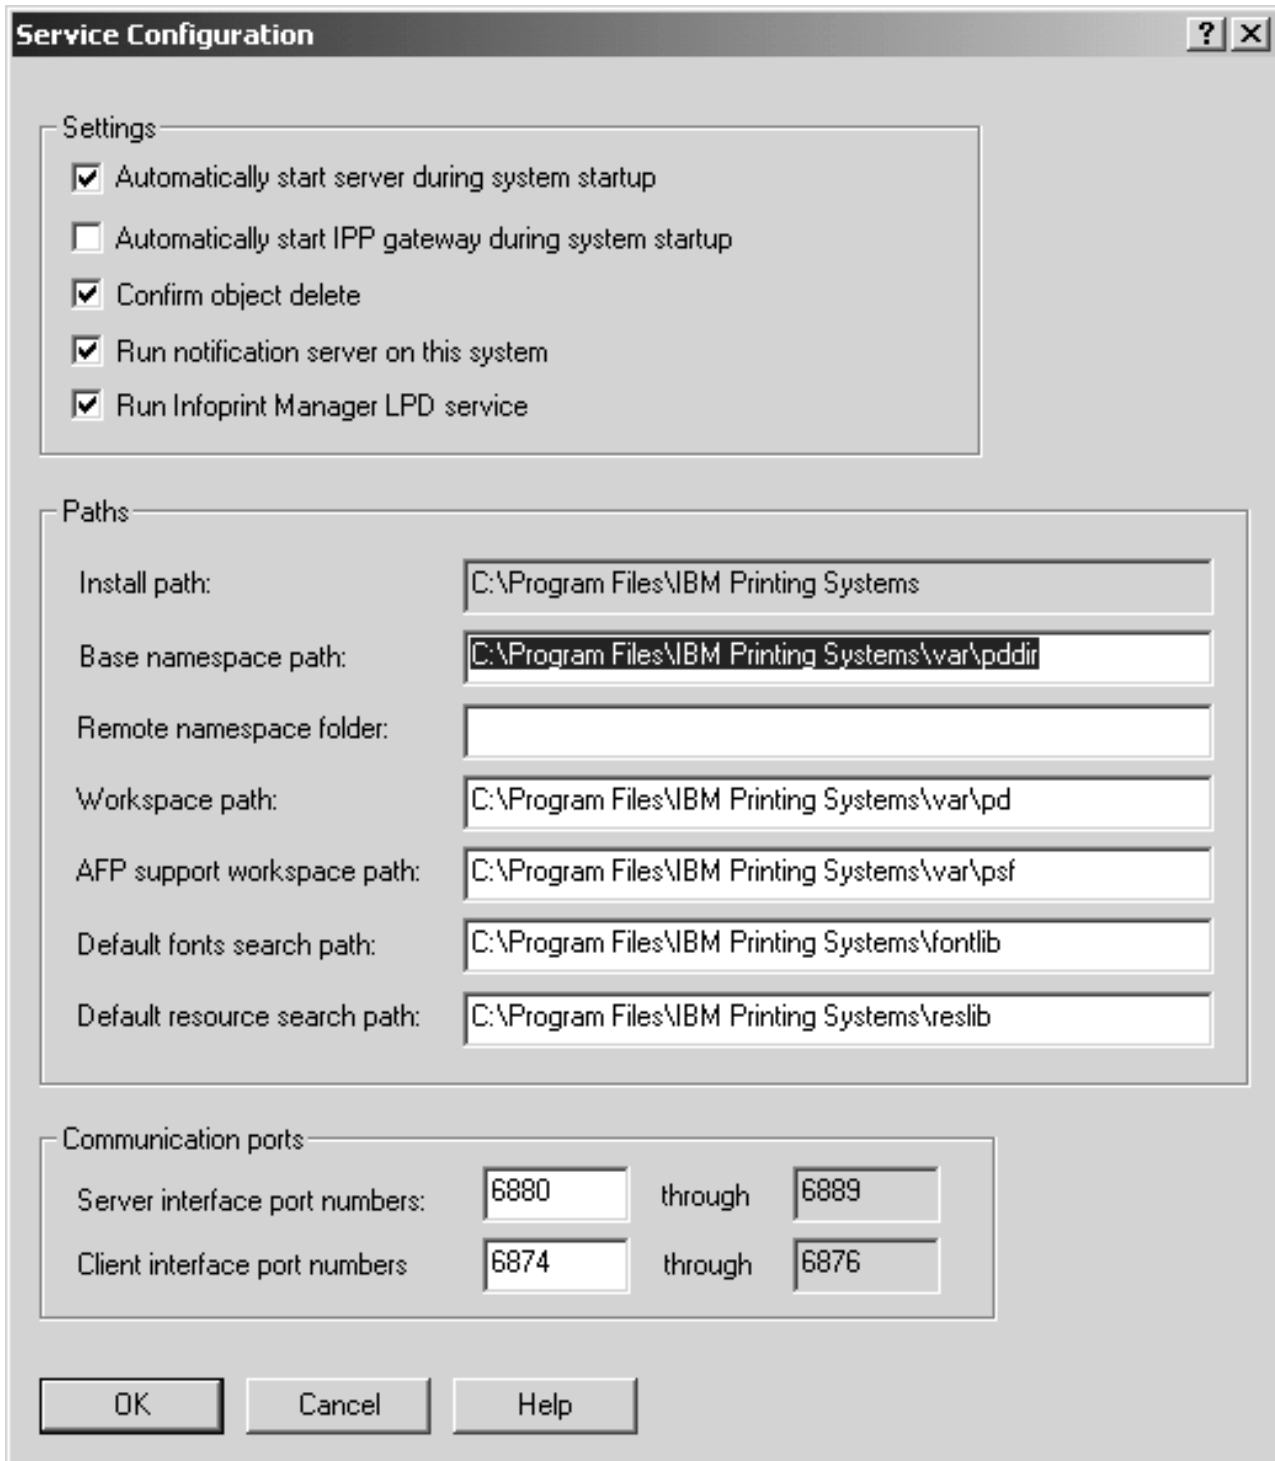 Service Configuration
Settings
Automatically start server during system startup
Automatically start IPP gateway during system startup
Confirm object delete
Run notification server on this system
Run Infoprint Manager LPD service
Paths
Install path: C:\Program Files\IBM Printing Systems
Base namespace path: C:\Program Files\IBM Printing Systems\var\pddir
Remote namespace folder:
Workspace path: C:\Program Files\IBM Printing Systems\var\pd
AFP support workspace path: C:\Program Files\IBM Printing Systems\var\psf
Default fonts search path: C:\Program Files\IBM Printing Systems\fontlib
Default resource search path: C:\Program Files\IBM Printing Systems\reslib
Communication ports
Server interface port numbers: 6880 through 6889
Client interface port numbers 6874 through 6876
OK Cancel Help